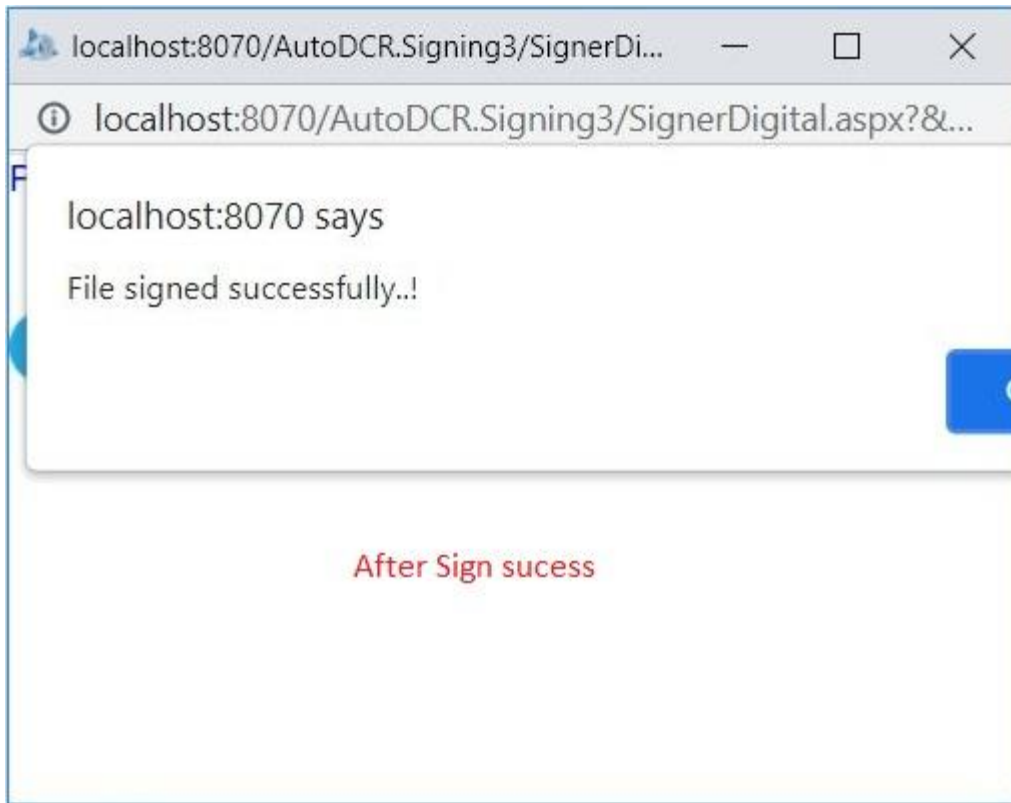 localhost:8070/AutoDCR.Signing3/SignerDi...
localhost:8070/AutoDCR.Signing3/SignerDigital.aspx?&...
localhost:8070 says
File signed successfully..!
After Sign sucess